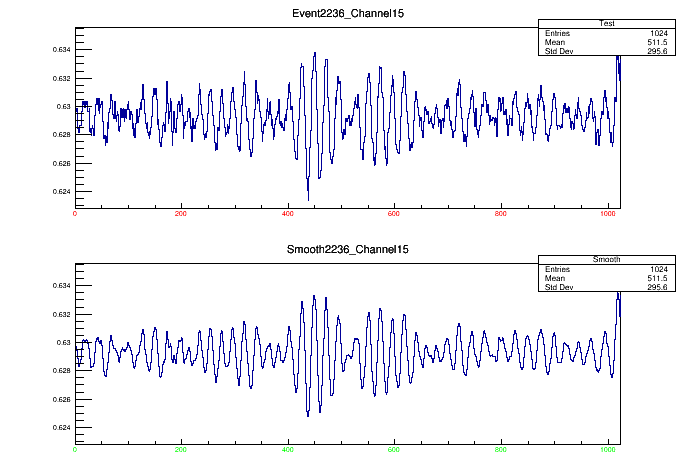 Event2236_Channel15
Test
Entries 1024
Mean 511.5
Std Dev 295.6
0.634
0.632
0.63
0.628
0.626
0.624
0 200 400 600 800 1000
Smooth2236_Channel15
Smooth
Entries 1024
Mean 511.5
Std Dev 295.6
0.634
0.632
0.63
0.628
0.626
0.624
0 200 400 600 800 1000